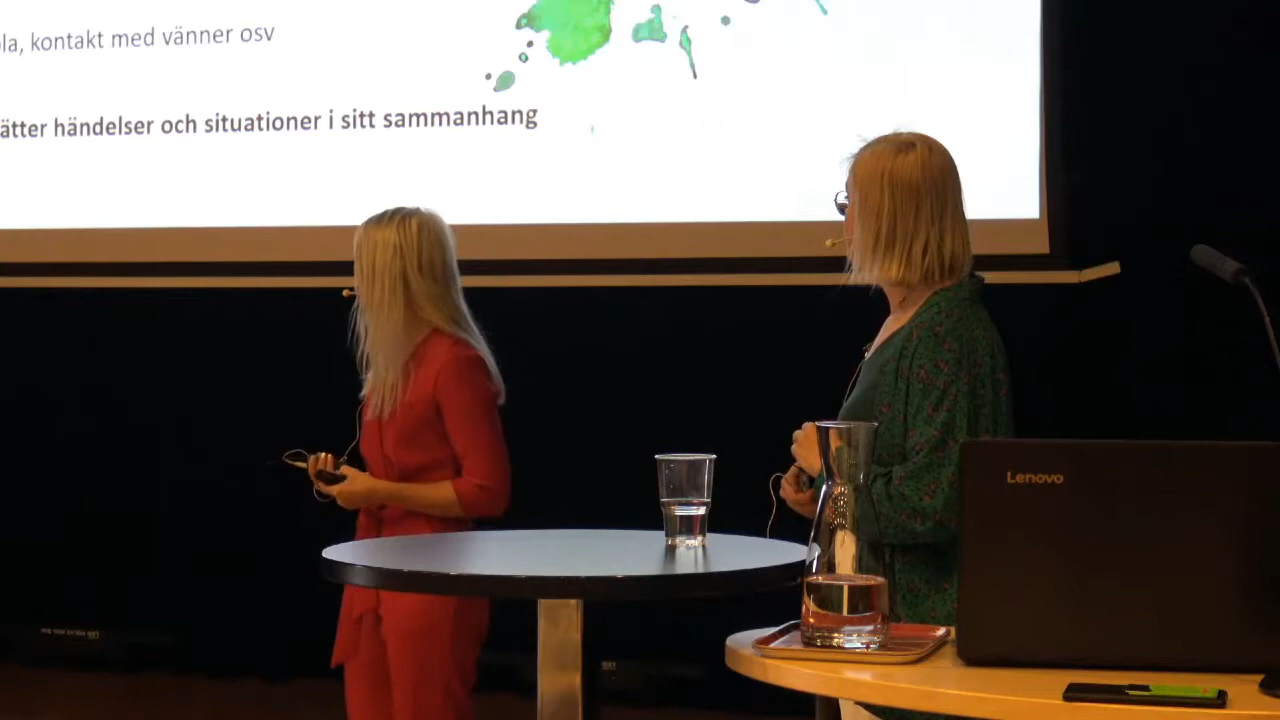 la, kontakt med vänner osv
ätter händelser och situationer i sitt sammanhang
Lenovo